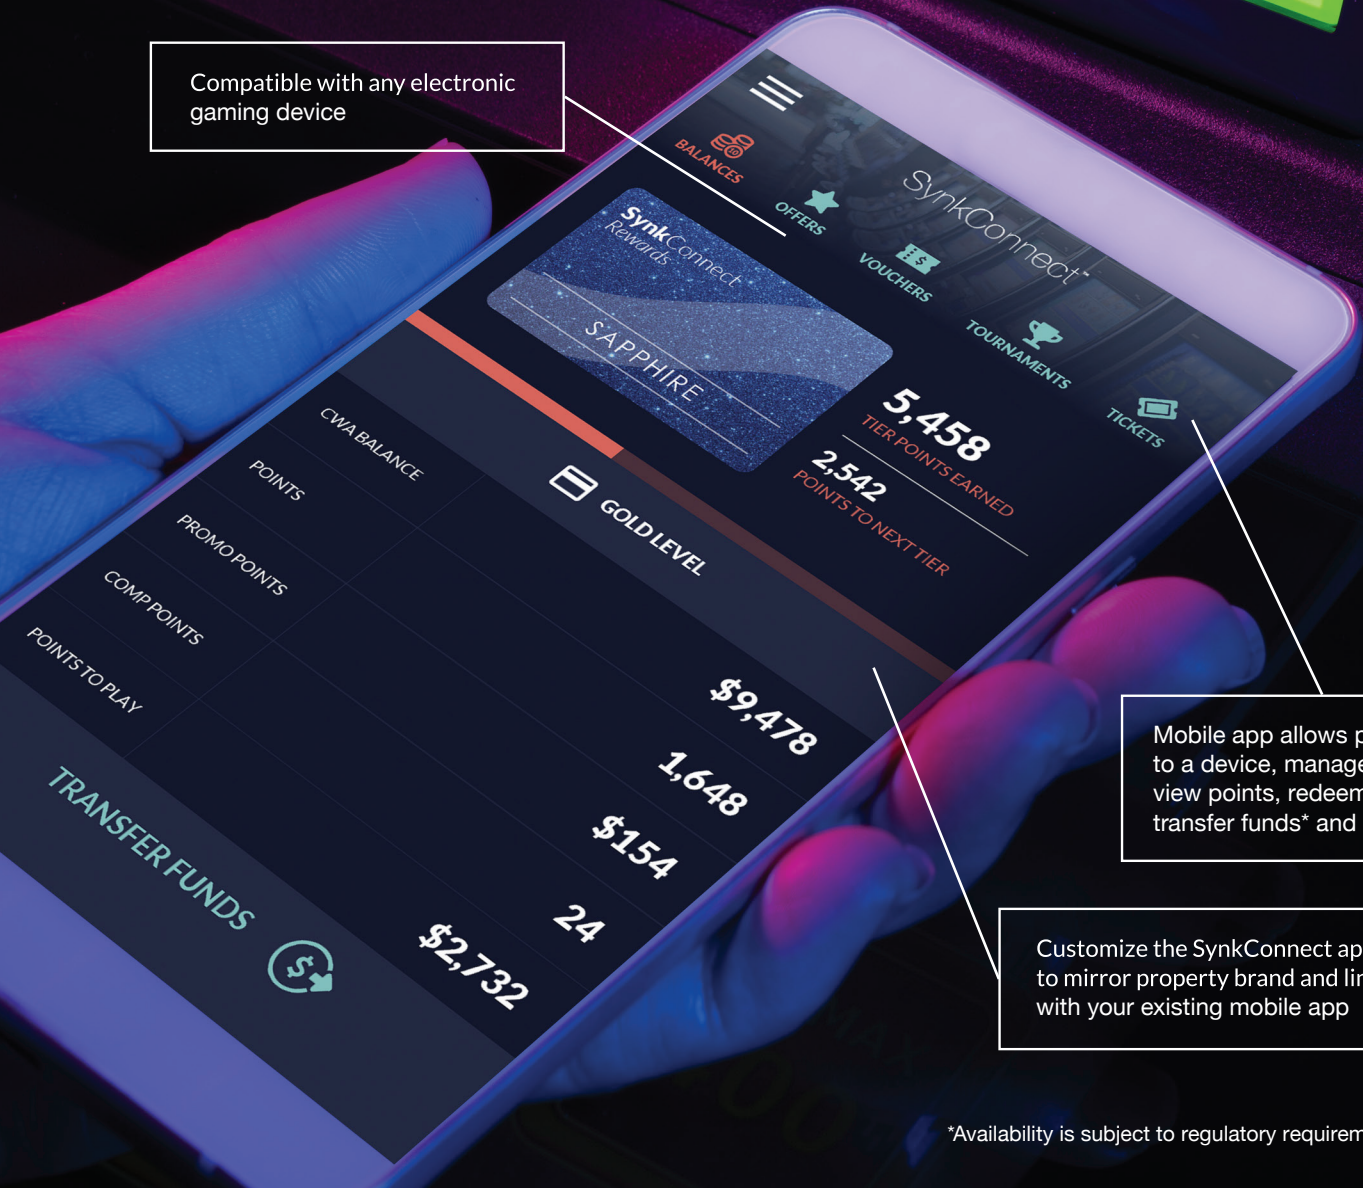 Compatible with any electronic
gaming device
SynkConnect™
BALANCES
OFFERS
VOUCHERS
TOURNAMENTS
TICKETS
SynkConnect
Rewards
SAPPHIRE
5,458
TIER POINTS EARNED
2,542
POINTS TO NEXT TIER
GOLD LEVEL
CWA BALANCE $9,478
POINTS 1,648
PROMO POINTS $154
COMP POINTS 24
POINTS TO PLAY $2,732
TRANSFER FUNDS
Mobile app allows
to a device, manage
view points, redeem
transfer funds* and
Customize the SynkConnect
to mirror property brand and
with your existing mobile app
*Availability is subject to regulatory